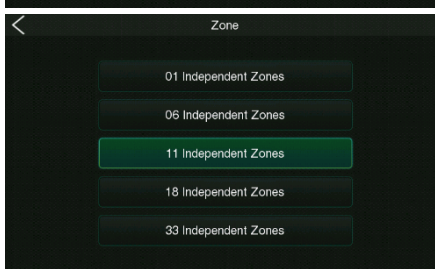 Zone
01 Independent Zones
06 Independent Zones
11 Independent Zones
18 Independent Zones
33 Independent Zones